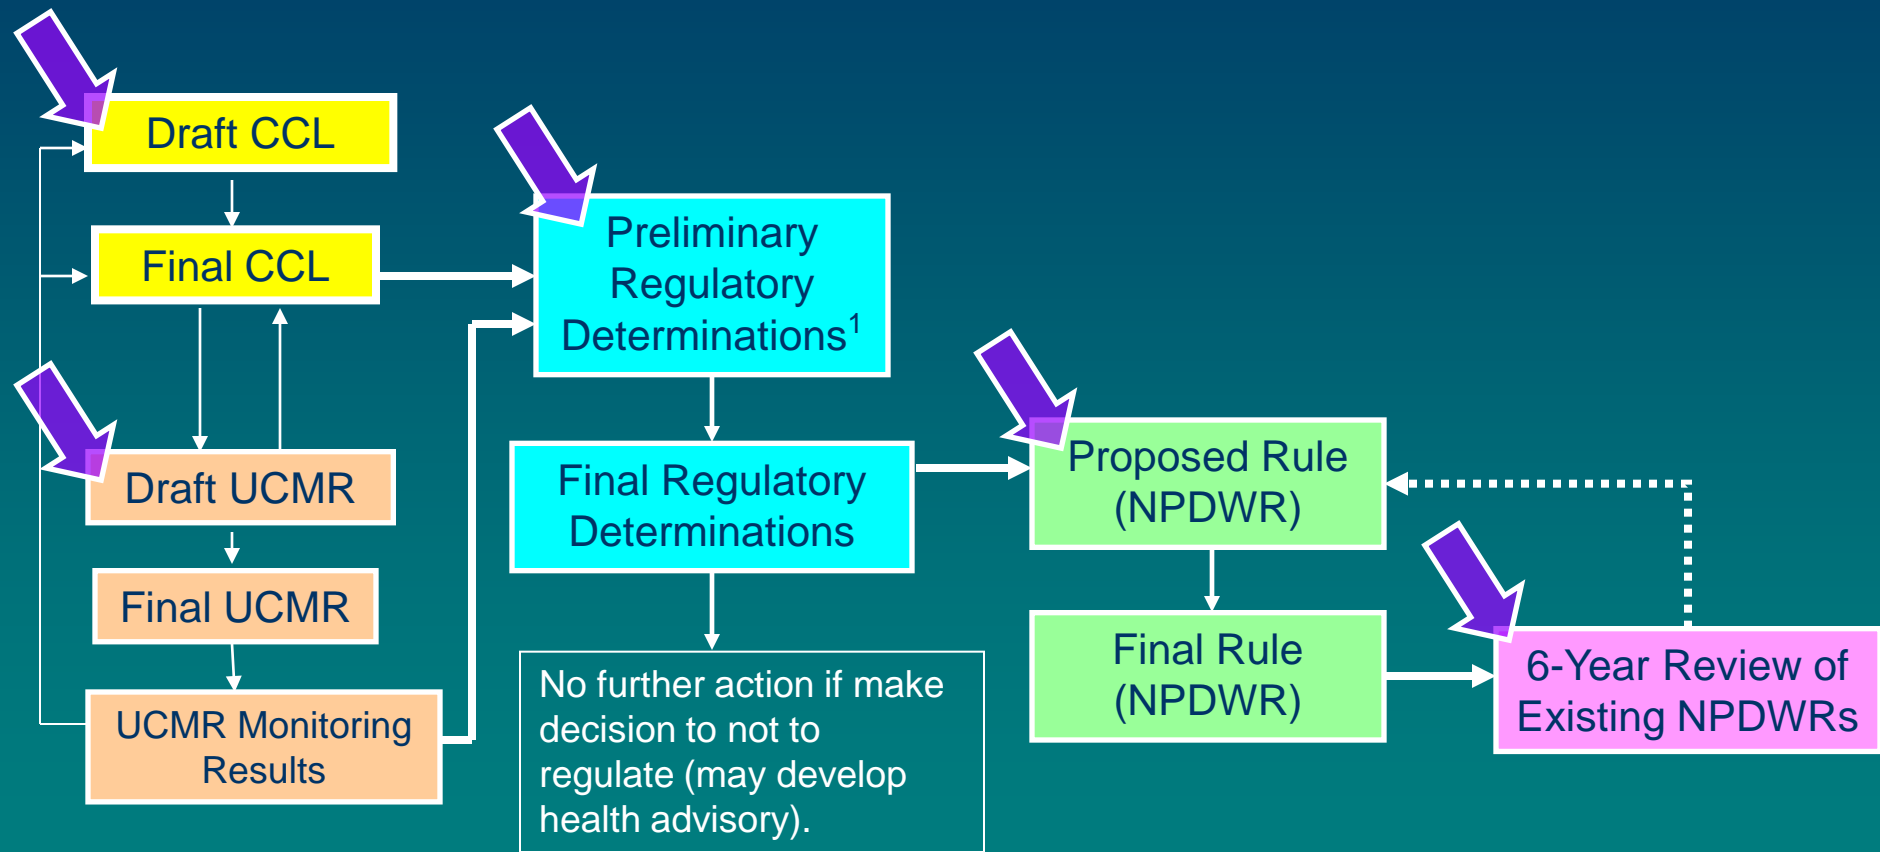 Draft CCL
Final CCL
Draft UCMR
Final UCMR
UCMR Monitoring
Results
Preliminary
Regulatory
Determinations¹
Final Regulatory
Determinations
No further action if make
decision to not to
regulate (may develop
health advisory).
Proposed Rule
(NPDWR)
Final Rule
(NPDWR)
6-Year Review of
Existing NPDWRs